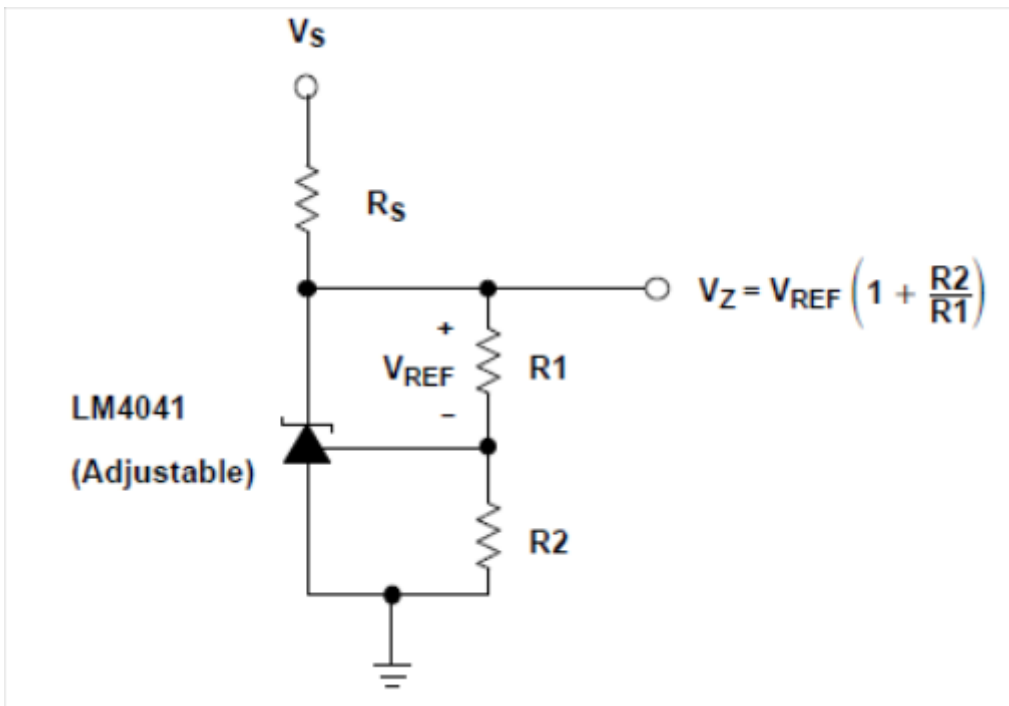 VS
RS
VZ = VREF (1 + R2/R1)
+
VREF
R1
−
LM4041
(Adjustable)
R2